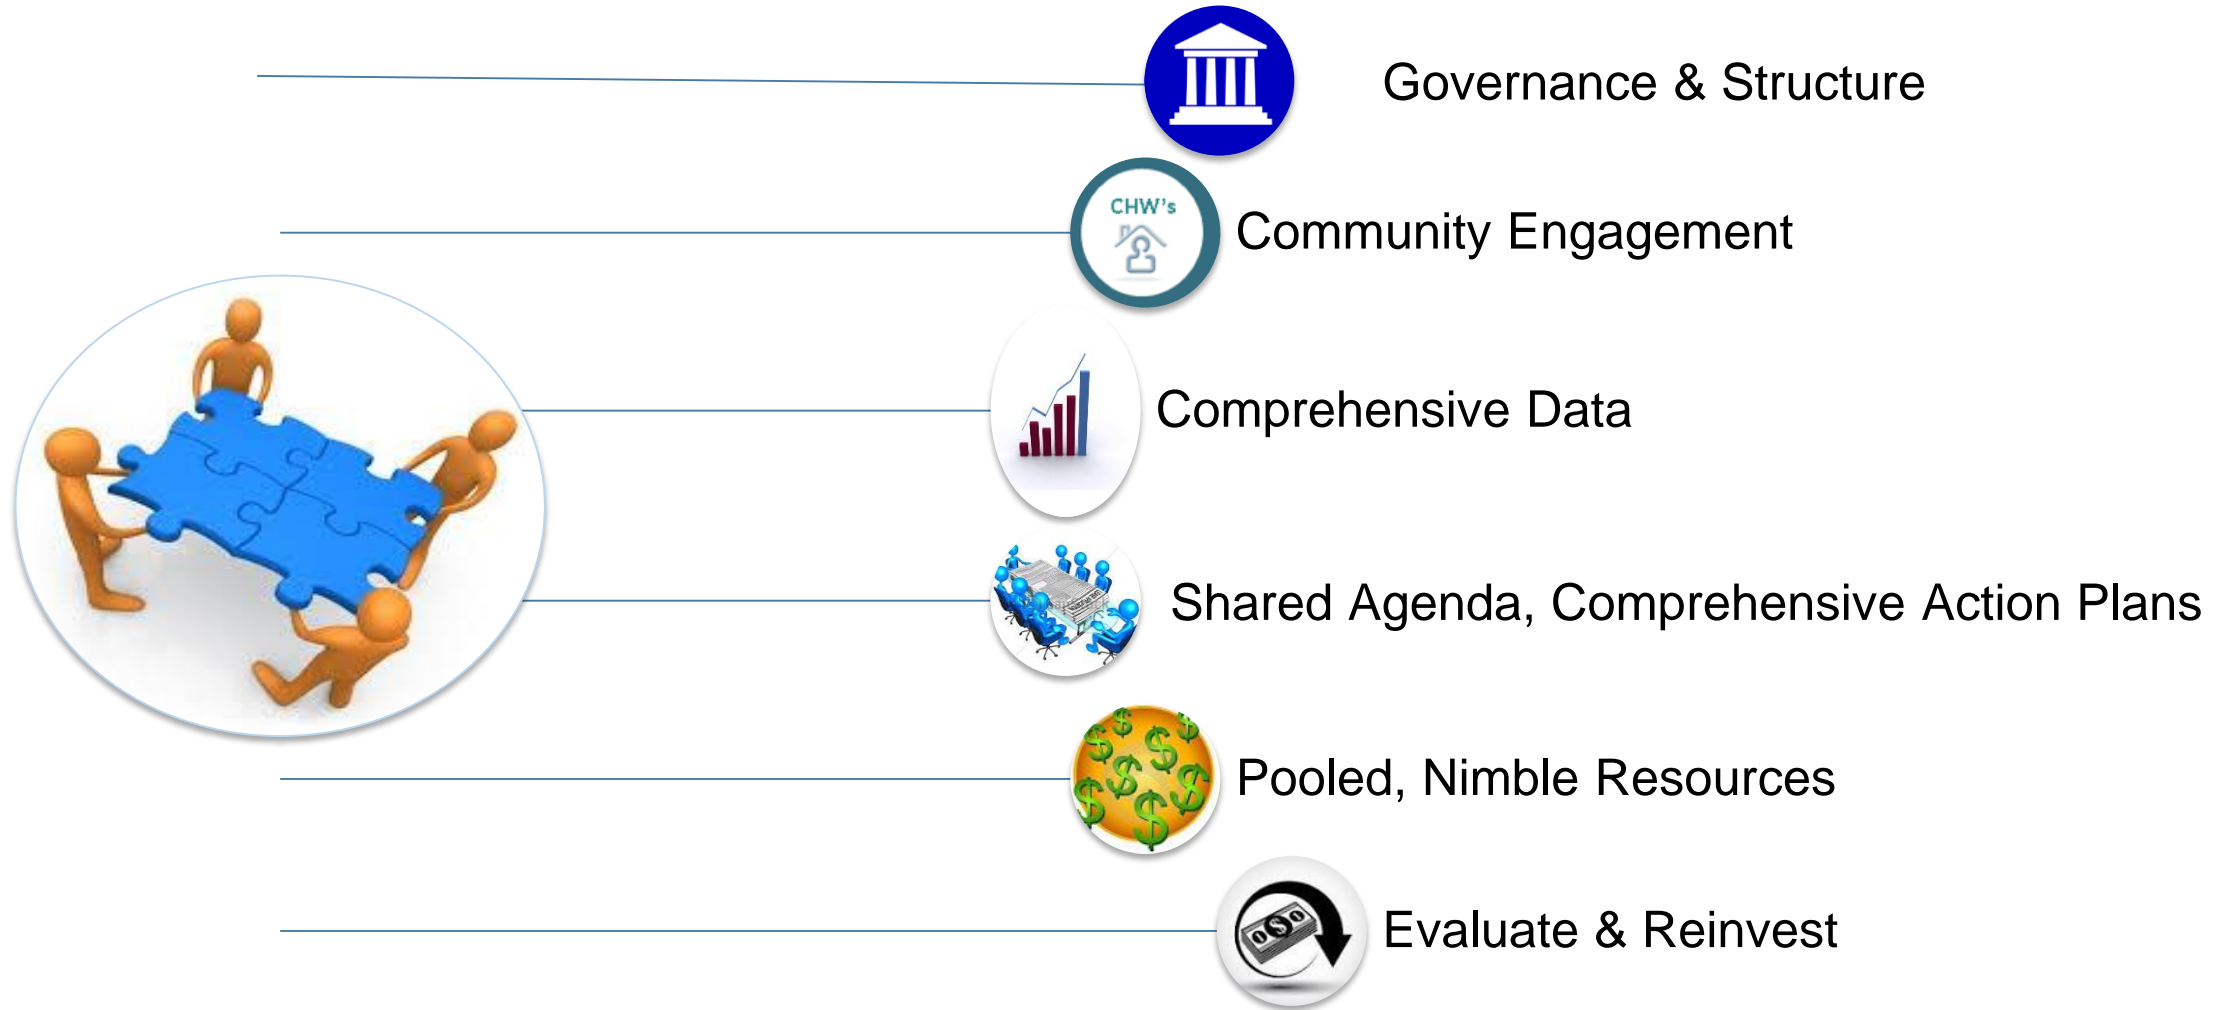 Governance & Structure
CHW's
Community Engagement
Comprehensive Data
Shared Agenda, Comprehensive Action Plans
Pooled, Nimble Resources
Evaluate & Reinvest